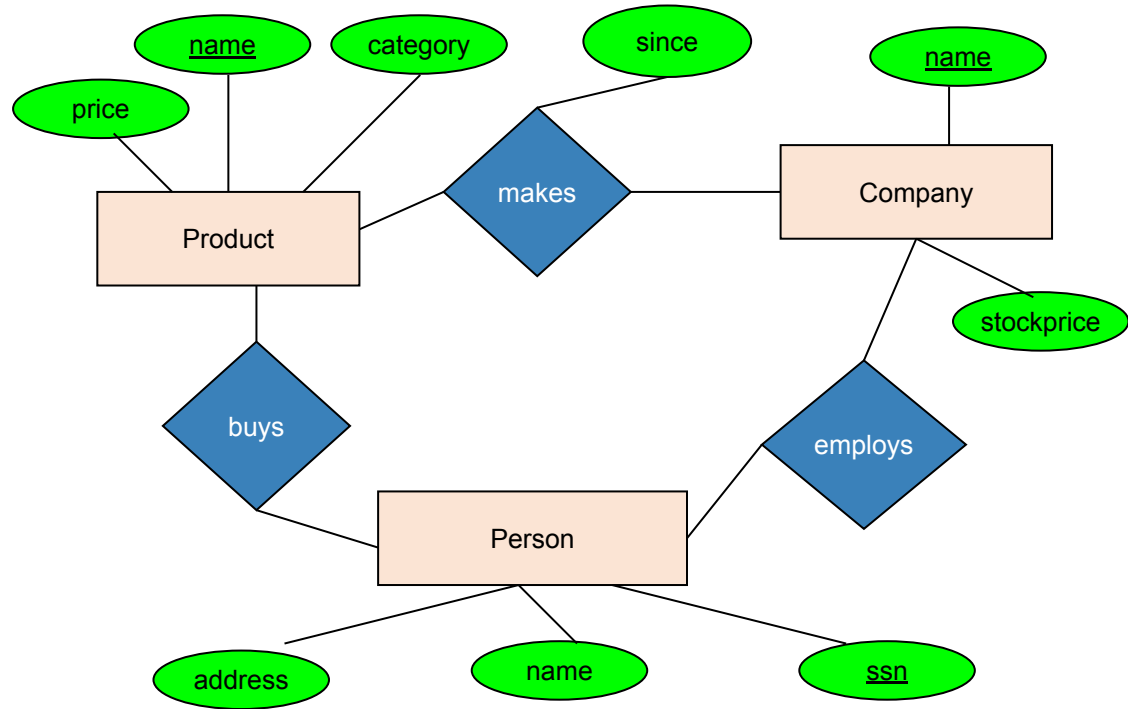 name
category
since
name
price
makes
Company
Product
stockprice
buys
employs
Person
address
name
ssn